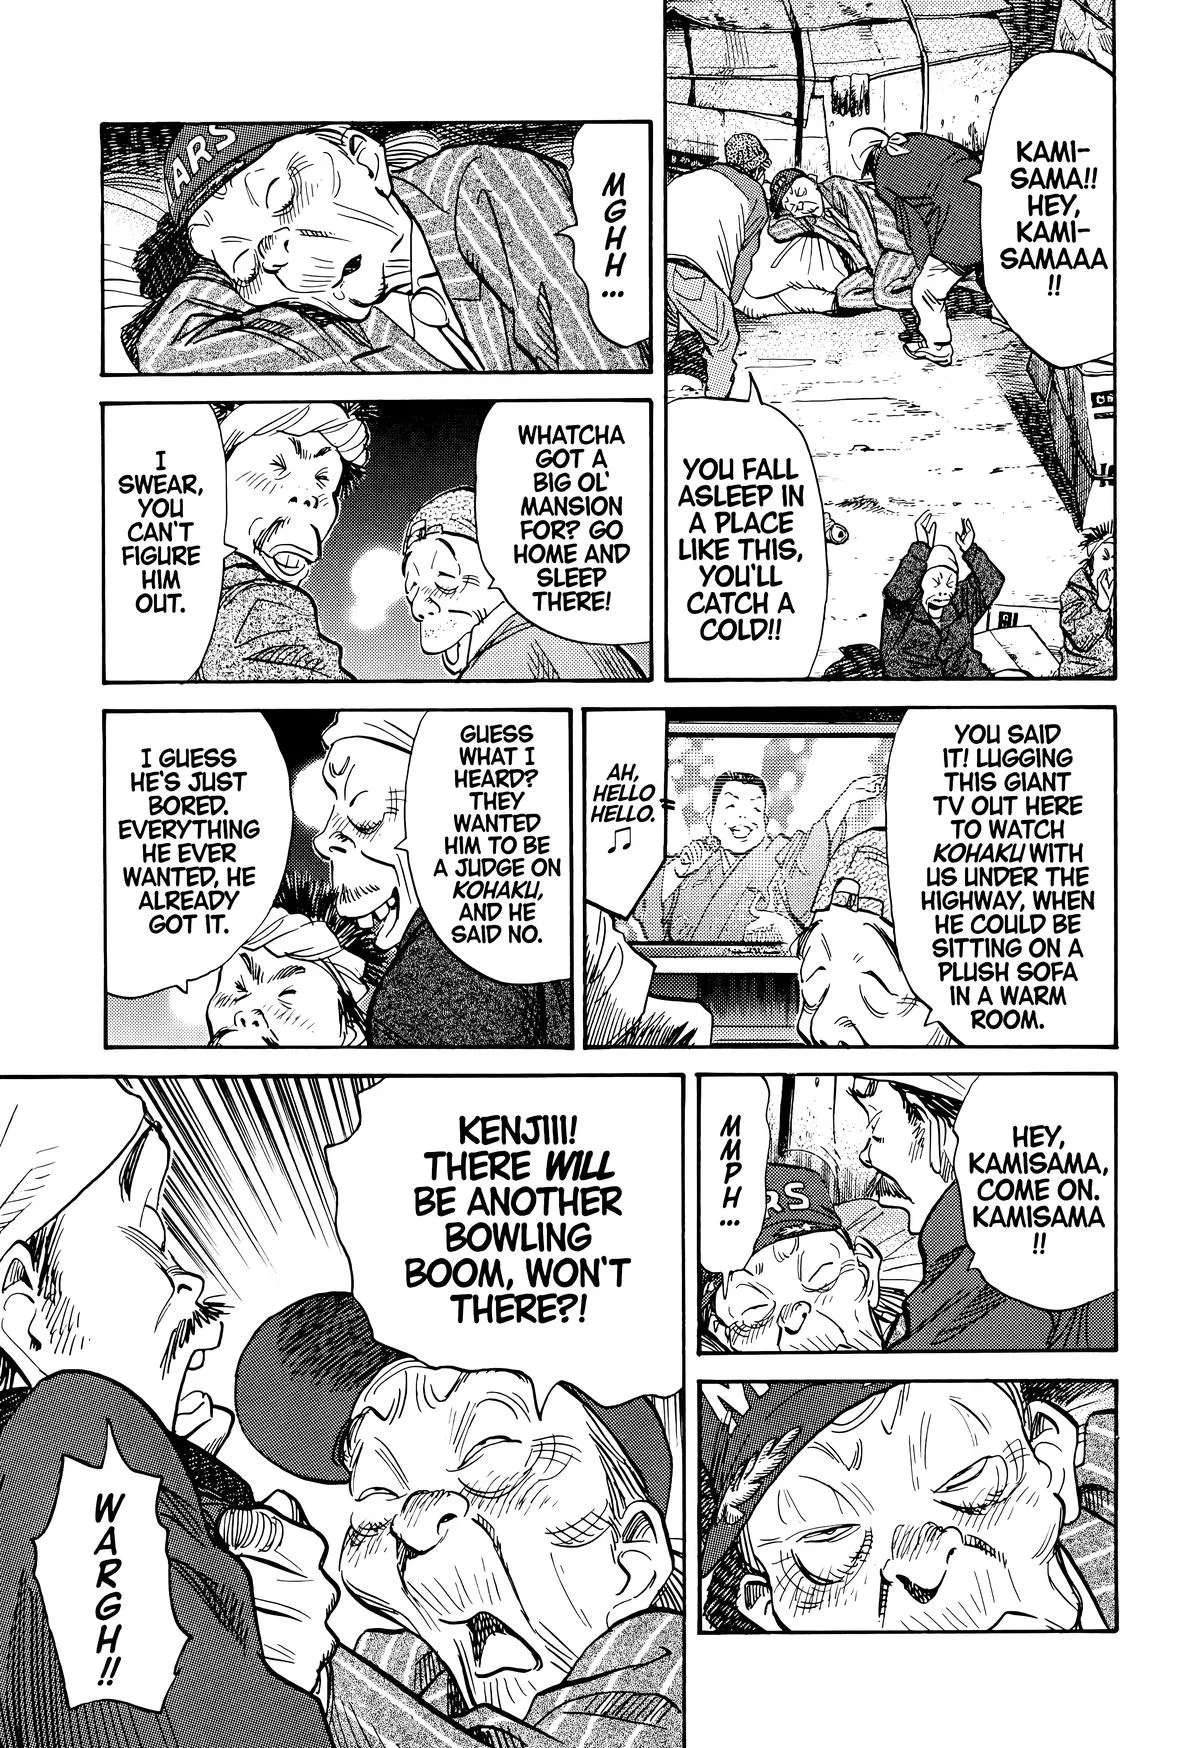 KAMI-
SAMA!!
HEY,
KAMI-
SAMAAA
!!
YOU FALL
ASLEEP IN
A PLACE
LIKE THIS,
YOU'LL
CATCH A
COLD!!
ARS
MGHH...
WHATCHA
GOT A
BIG OL'
MANSION
FOR? GO
HOME AND
SLEEP
THERE!
I
SWEAR,
YOU
CAN'T
FIGURE
HIM
OUT.
YOU SAID
IT! LUGGING
THIS GIANT
TV OUT HERE
TO WATCH
KOHAKU WITH
US UNDER THE
HIGHWAY, WHEN
HE COULD BE
SITTING ON A
PLUSH SOFA
IN A WARM
ROOM.
AH,
HELLO
HELLO.
♫
GUESS
WHAT I
HEARD?
THEY
WANTED
HIM TO BE
A JUDGE ON
KOHAKU,
AND HE
SAID NO.
I GUESS
HE'S JUST
BORED.
EVERYTHING
HE EVER
WANTED, HE
ALREADY
GOT IT.
HEY,
KAMISAMA,
COME ON.
KAMISAMA
!!
MMPH...
RS
KENJIII!
THERE WILL
BE ANOTHER
BOWLING
BOOM, WON'T
THERE?!
WARGH!!